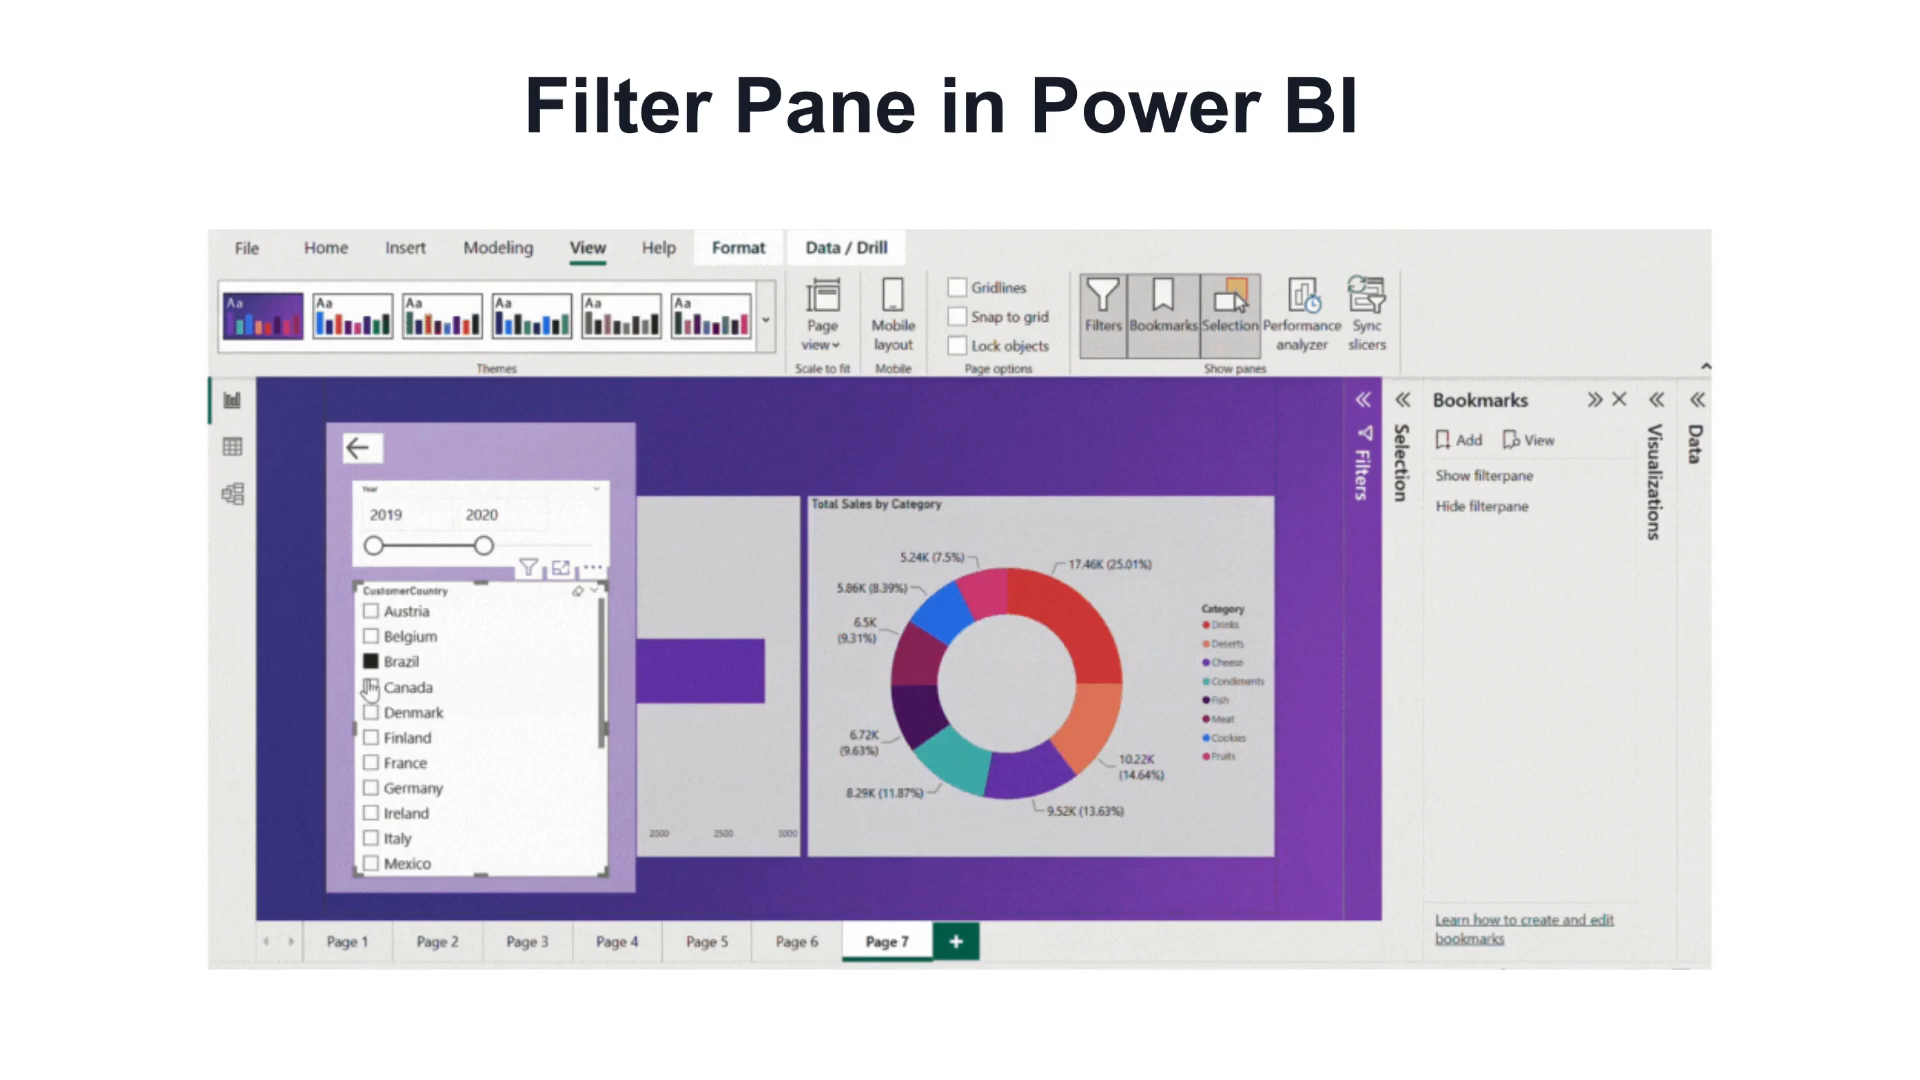 Filter Pane in Power BI
File Home Insert Modeling View Help Format Data / Drill
Aa Aa Aa Aa Aa Aa
Page view
Mobile layout
Gridlines
Snap to grid
Lock objects
Filters Bookmarks Selection Performance analyzer Sync slicers
Themes Scale to fit Mobile Page options Show panes
Year
2019 2020
CustomerCountry
Austria
Belgium
Brazil
Canada
Denmark
Finland
France
Germany
Ireland
Italy
Mexico
2000 2500 3000
Total Sales by Category
5.24K (7.5%)
17.46K (25.01%)
5.86K (8.39%)
6.5K
(9.31%)
6.72K
(9.63%)
8.29K (11.87%)
9.52K (13.63%)
10.22K
(14.64%)
Category
Drinks
Deserts
Cheese
Condiments
Fish
Meat
Cookies
Fruits
Filters
Selection
Bookmarks
Add View
Show filterpane
Hide filterpane
Learn how to create and edit
bookmarks
Visualizations
Data
Page 1 Page 2 Page 3 Page 4 Page 5 Page 6 Page 7 +